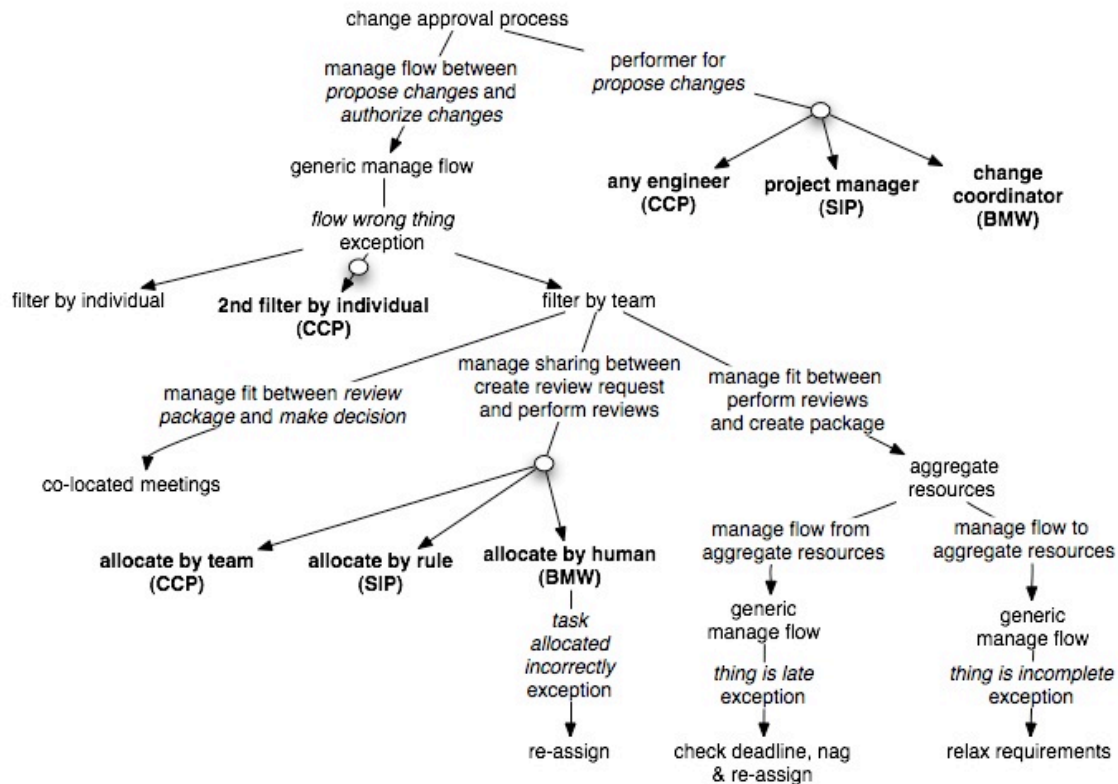 change approval process
manage flow between
propose changes and
authorize changes
performer for
propose changes
generic manage flow
any engineer
(CCP)
project manager
(SIP)
change
coordinator
(BMW)
flow wrong thing
exception
filter by individual
2nd filter by individual
(CCP)
filter by team
manage fit between review
package and make decision
manage sharing between
create review request
and perform reviews
manage fit between
perform reviews
and create package
co-located meetings
aggregate
resources
allocate by team
(CCP)
allocate by rule
(SIP)
allocate by human
(BMW)
manage flow from
aggregate resources
manage flow to
aggregate resources
task
allocated
incorrectly
exception
generic
manage flow
generic
manage flow
thing is late
exception
thing is incomplete
exception
re-assign
check deadline, nag
& re-assign
relax requirements